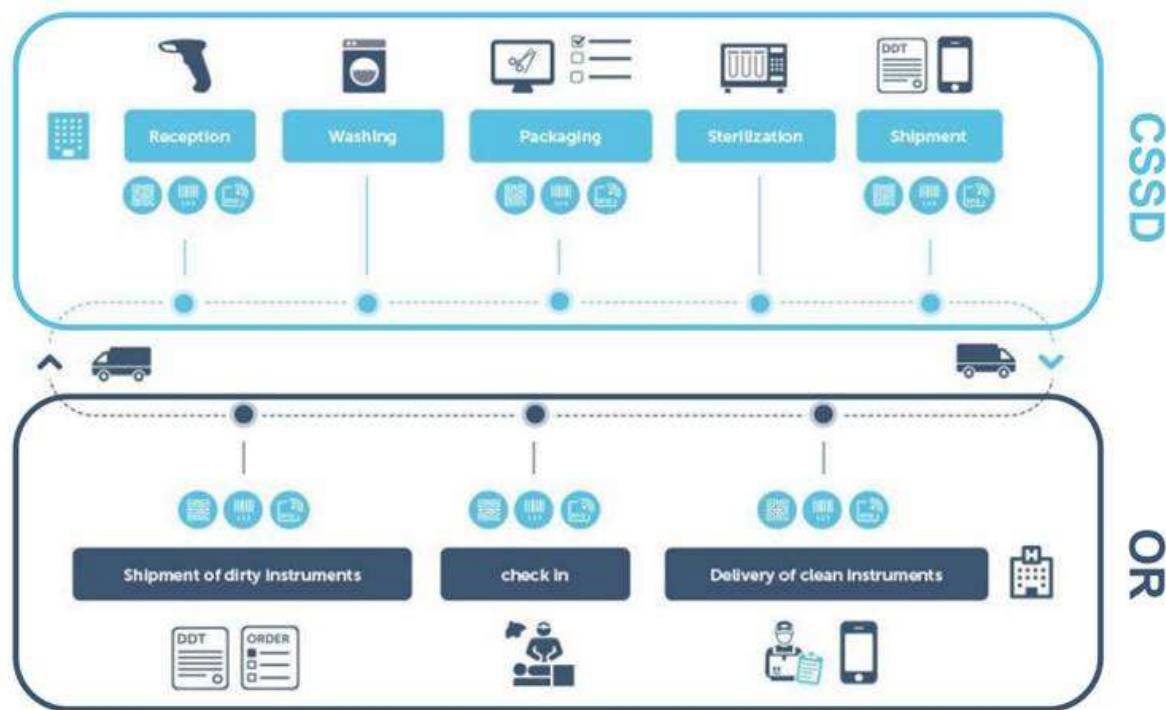 DDT
Reception
Washing
Packaging
Sterilization
Shipment
CSSD
Shipment of dirty instruments
check in
Delivery of clean instruments
H
OR
DDT
ORDER